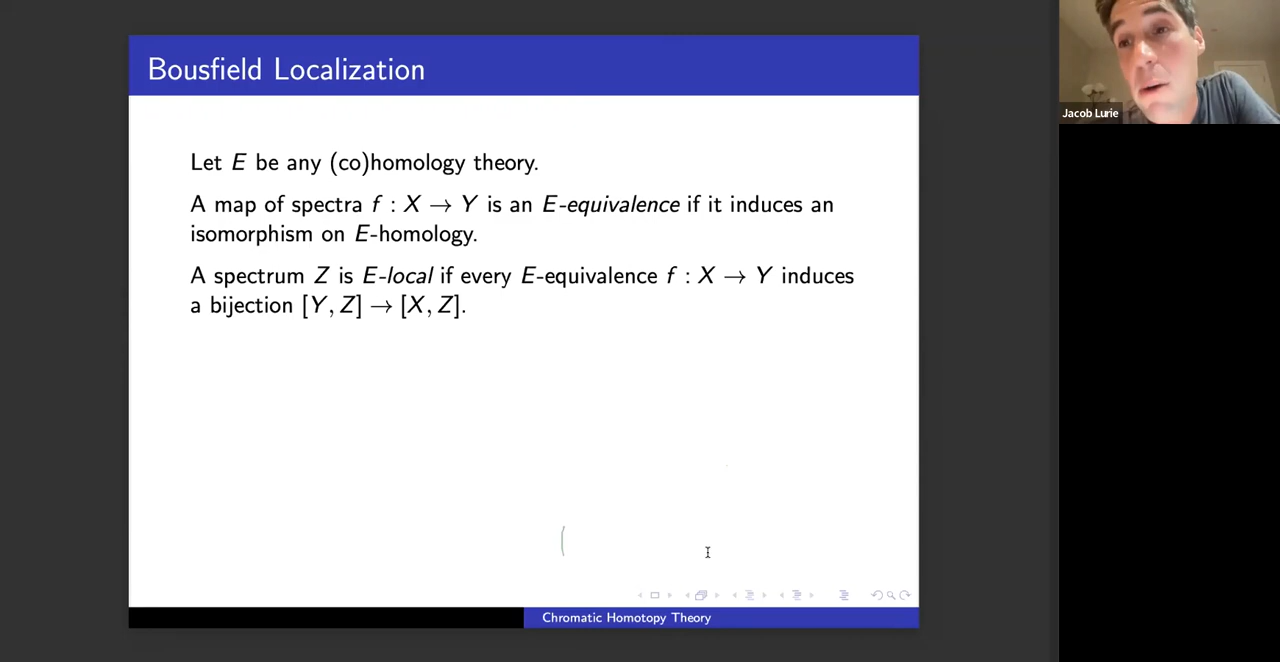 Bousfield Localization
Let E be any (co)homology theory.
A map of spectra f : X → Y is an E-equivalence if it induces an
isomorphism on E-homology.
A spectrum Z is E-local if every E-equivalence f : X → Y induces
a bijection [Y, Z] → [X, Z].
Chromatic Homotopy Theory
Jacob Lurie